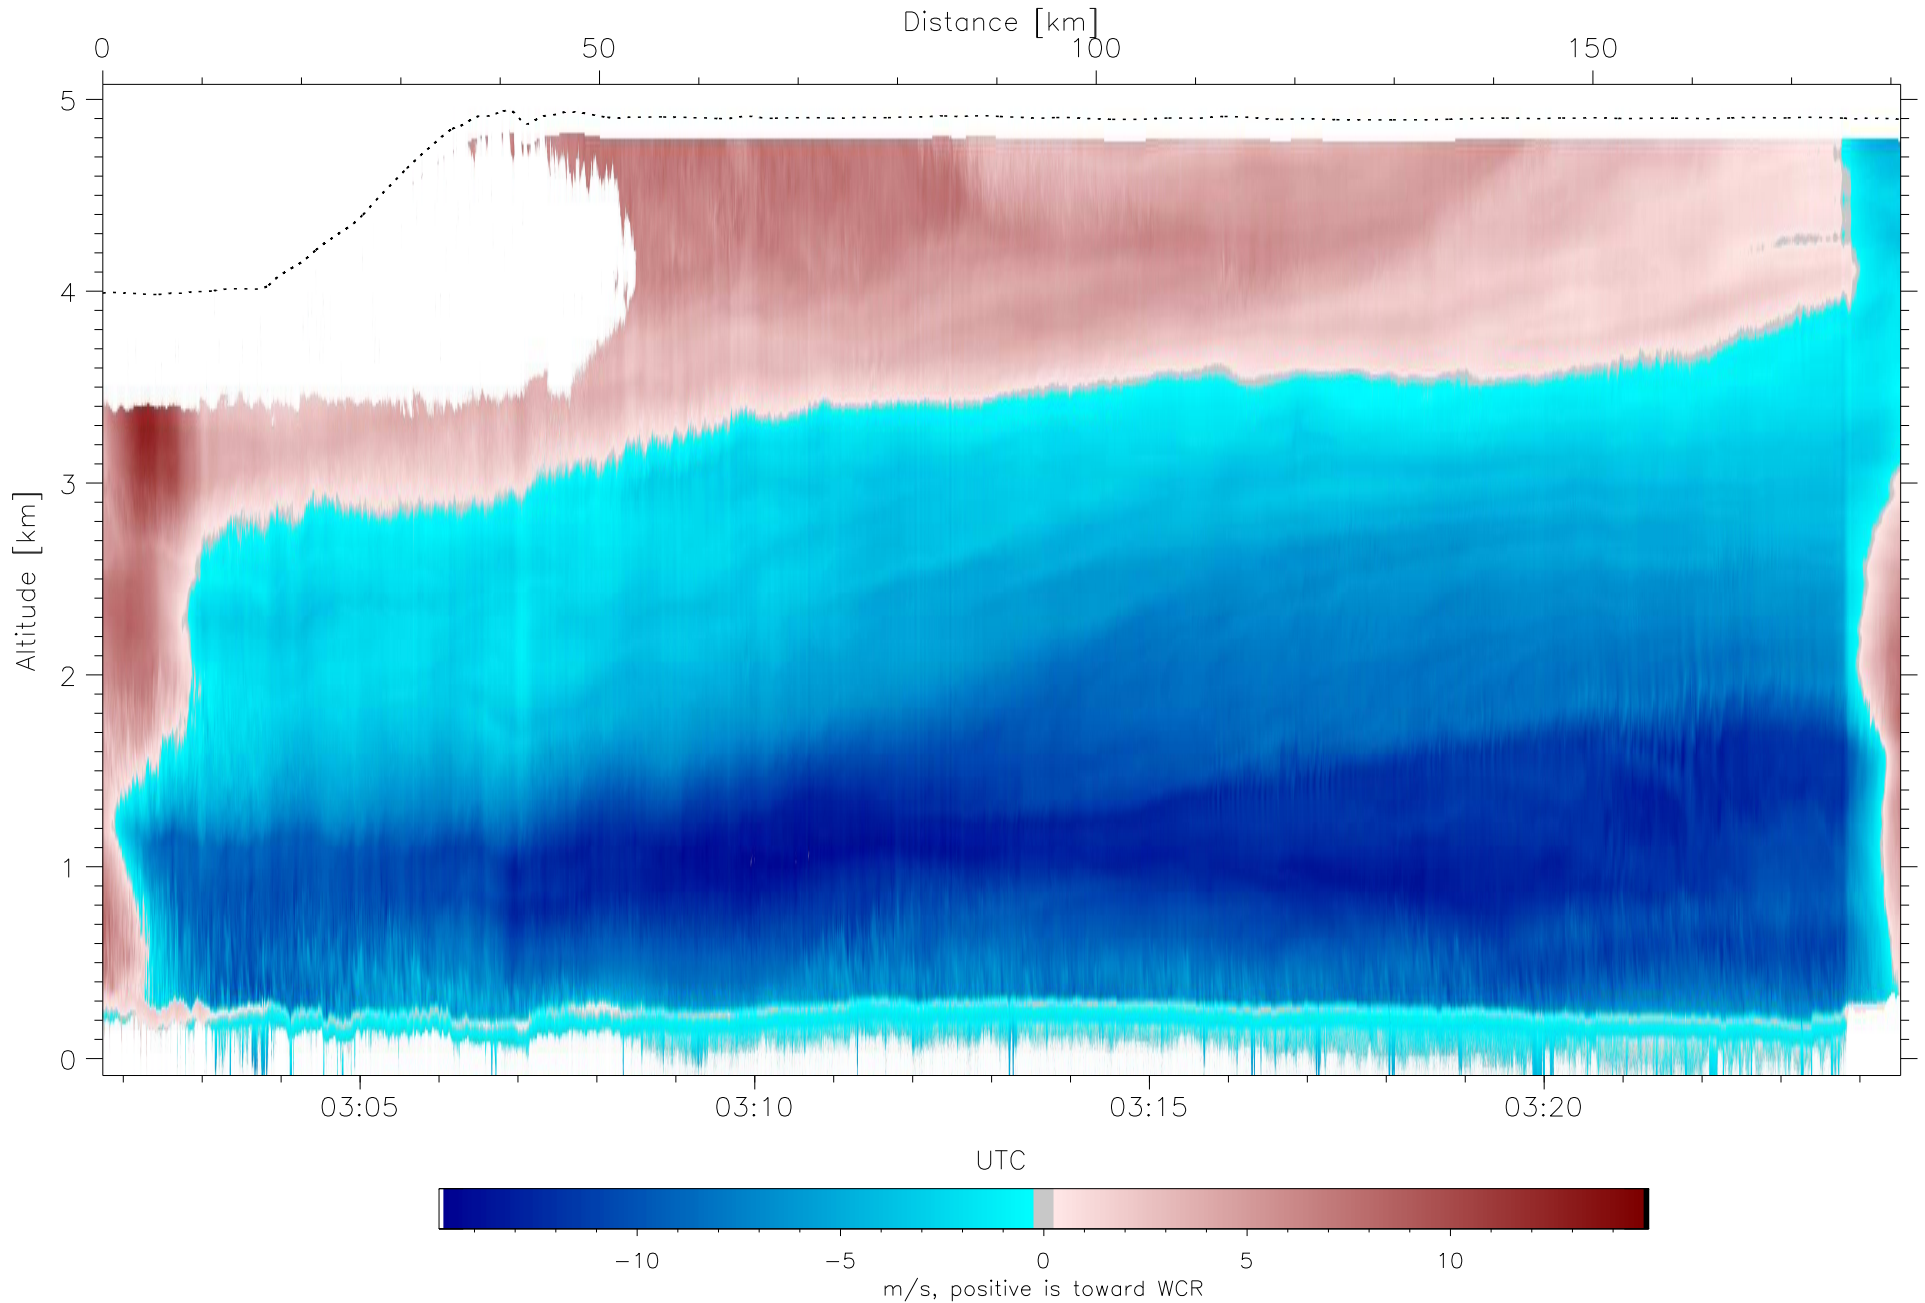 Distance [km]
0 50 100 150
5
4
3
2
1
0
Altitude [km]
03:05 03:10 03:15 03:20
UTC
−10 −5 0 5 10
m/s, positive is toward WCR